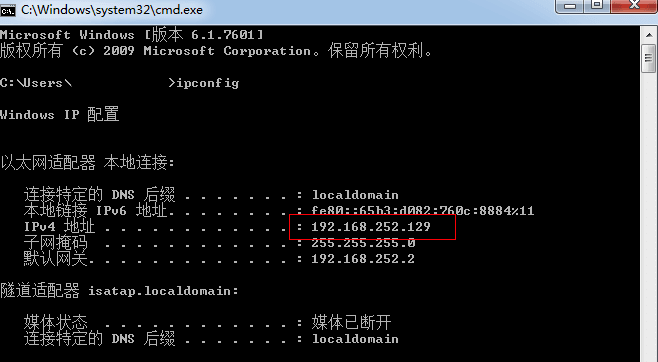 C:\Windows\system32\cmd.exe
Microsoft Windows [版本 6.1.7601]
版权所有 (c) 2009 Microsoft Corporation。保留所有权利。
C:\Users\ >ipconfig
Windows IP 配置
以太网适配器 本地连接:
连接特定的 DNS 后缀 . . . . . . . : localdomain
本地链接 IPv6 地址. . . . . . . . : fe80::65b3:d082:760c:8884%11
IPv4 地址 . . . . . . . . . . . . : 192.168.252.129
子网掩码 . . . . . . . . . . . . : 255.255.255.0
默认网关. . . . . . . . . . . . . : 192.168.252.2
隧道适配器 isatap.localdomain:
媒体状态 . . . . . . . . . . . . : 媒体已断开
连接特定的 DNS 后缀 . . . . . . . : localdomain